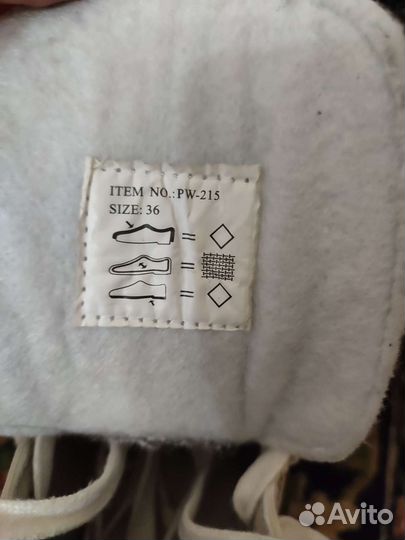 ITEM NO.:PW-215
SIZE: 36
= 
=
=
Avito